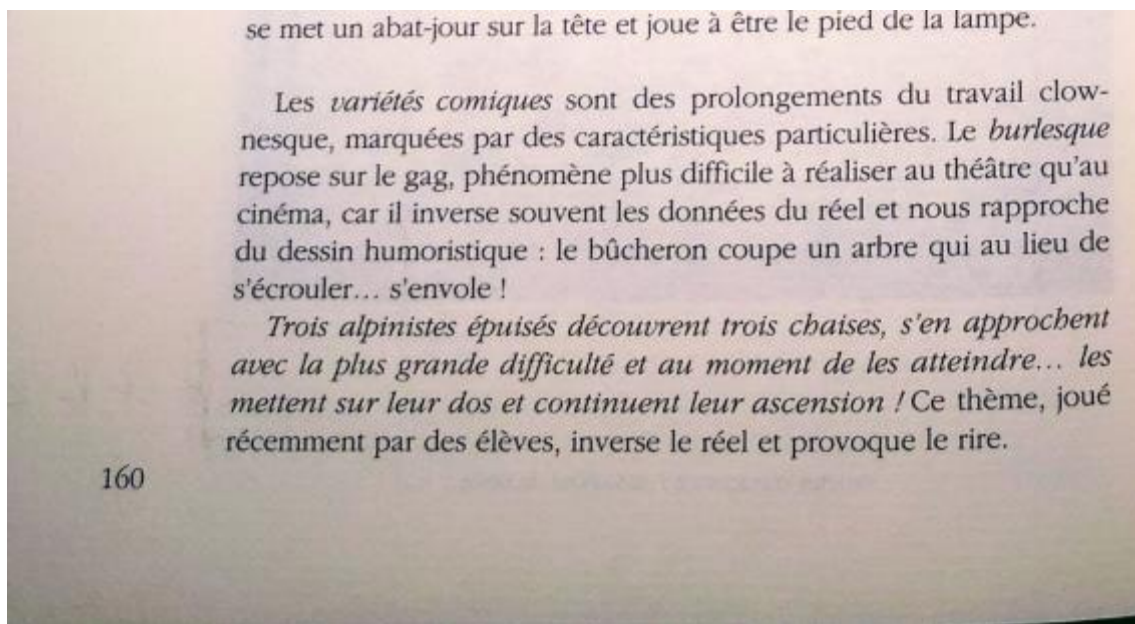 se met un abat-jour sur la tête et joue à être le pied de la lampe.
Les variétés comiques sont des prolongements du travail clow-
nesque, marquées par des caractéristiques particulières. Le burlesque
repose sur le gag, phénomène plus difficile à réaliser au théâtre qu'au
cinéma, car il inverse souvent les données du réel et nous rapproche
du dessin humoristique : le bûcheron coupe un arbre qui au lieu de
s'écrouler... s'envole !
Trois alpinistes épuisés découvrent trois chaises, s'en approchent
avec la plus grande difficulté et au moment de les atteindre... les
mettent sur leur dos et continuent leur ascension ! Ce thème, joué
récemment par des élèves, inverse le réel et provoque le rire.
160